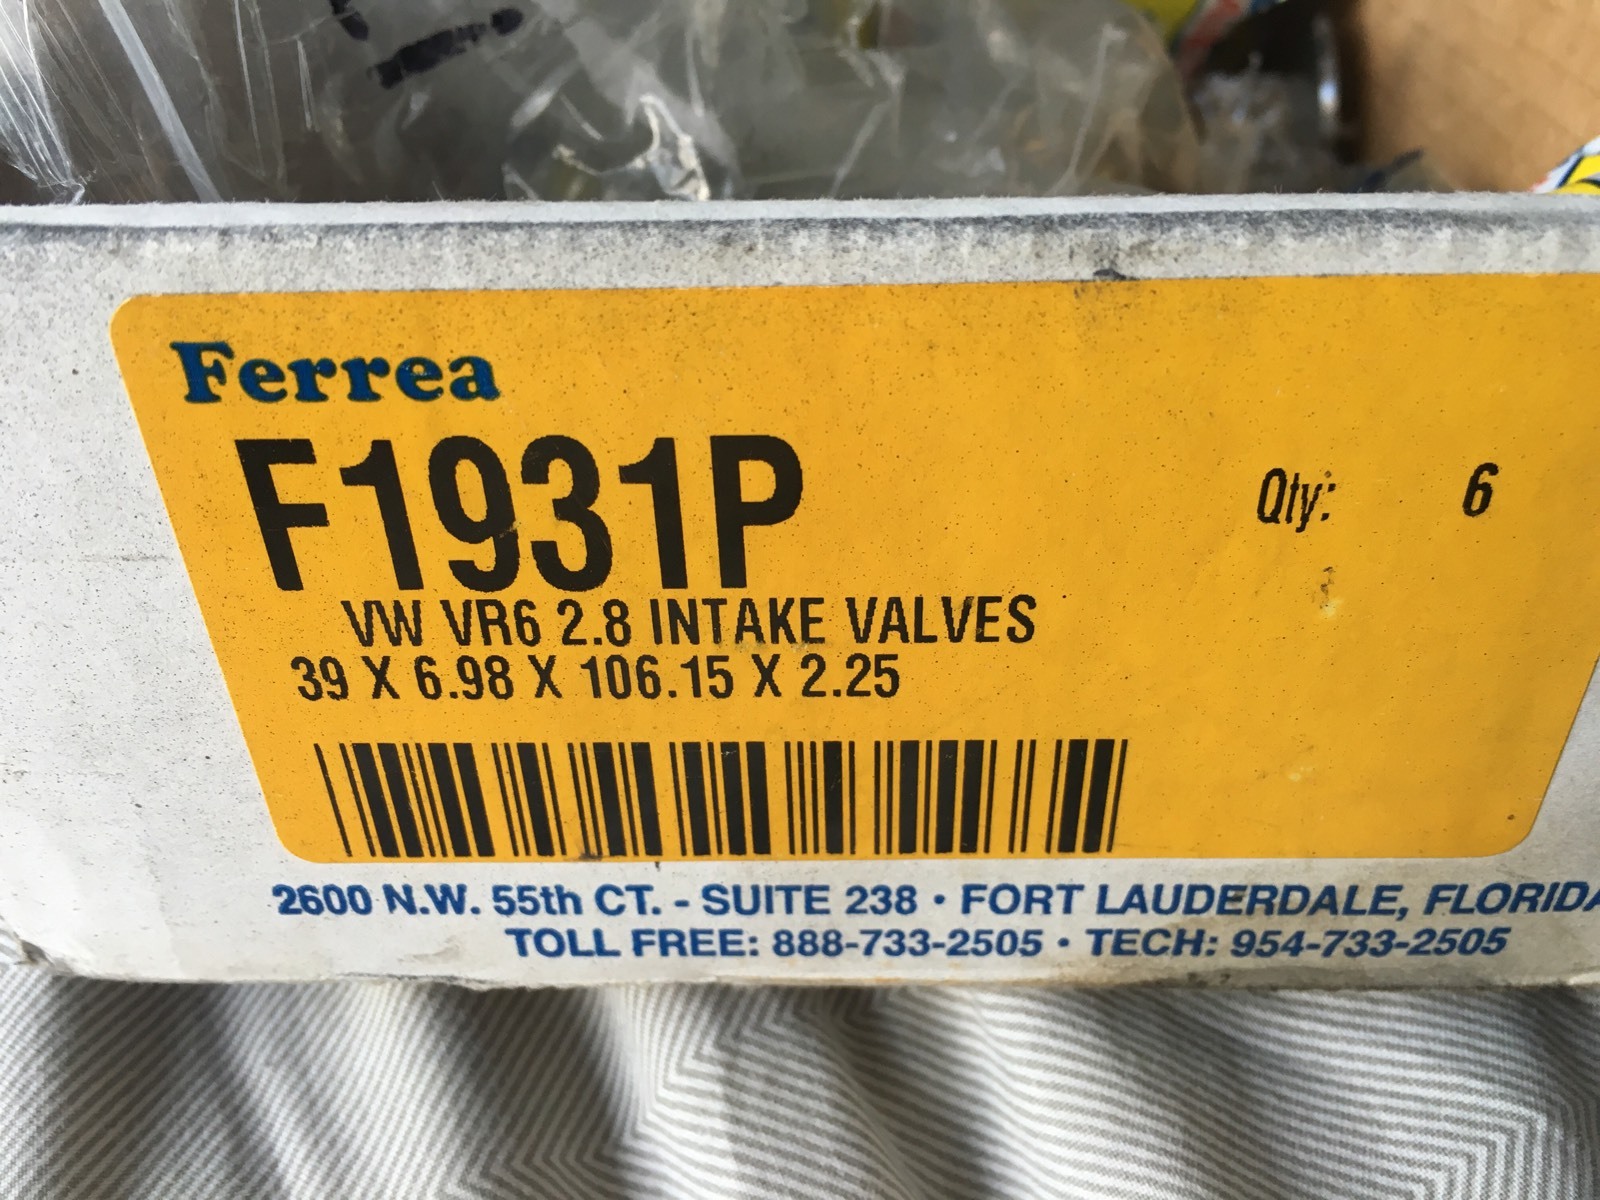 Ferrea
F1931P
Qty: 6
VW VR6 2.8 INTAKE VALVES
39 X 6.98 X 106.15 X 2.25
2600 N.W. 55th CT. - SUITE 238 • FORT LAUDERDALE, FLORIDA
TOLL FREE: 888-733-2505 • TECH: 954-733-2505